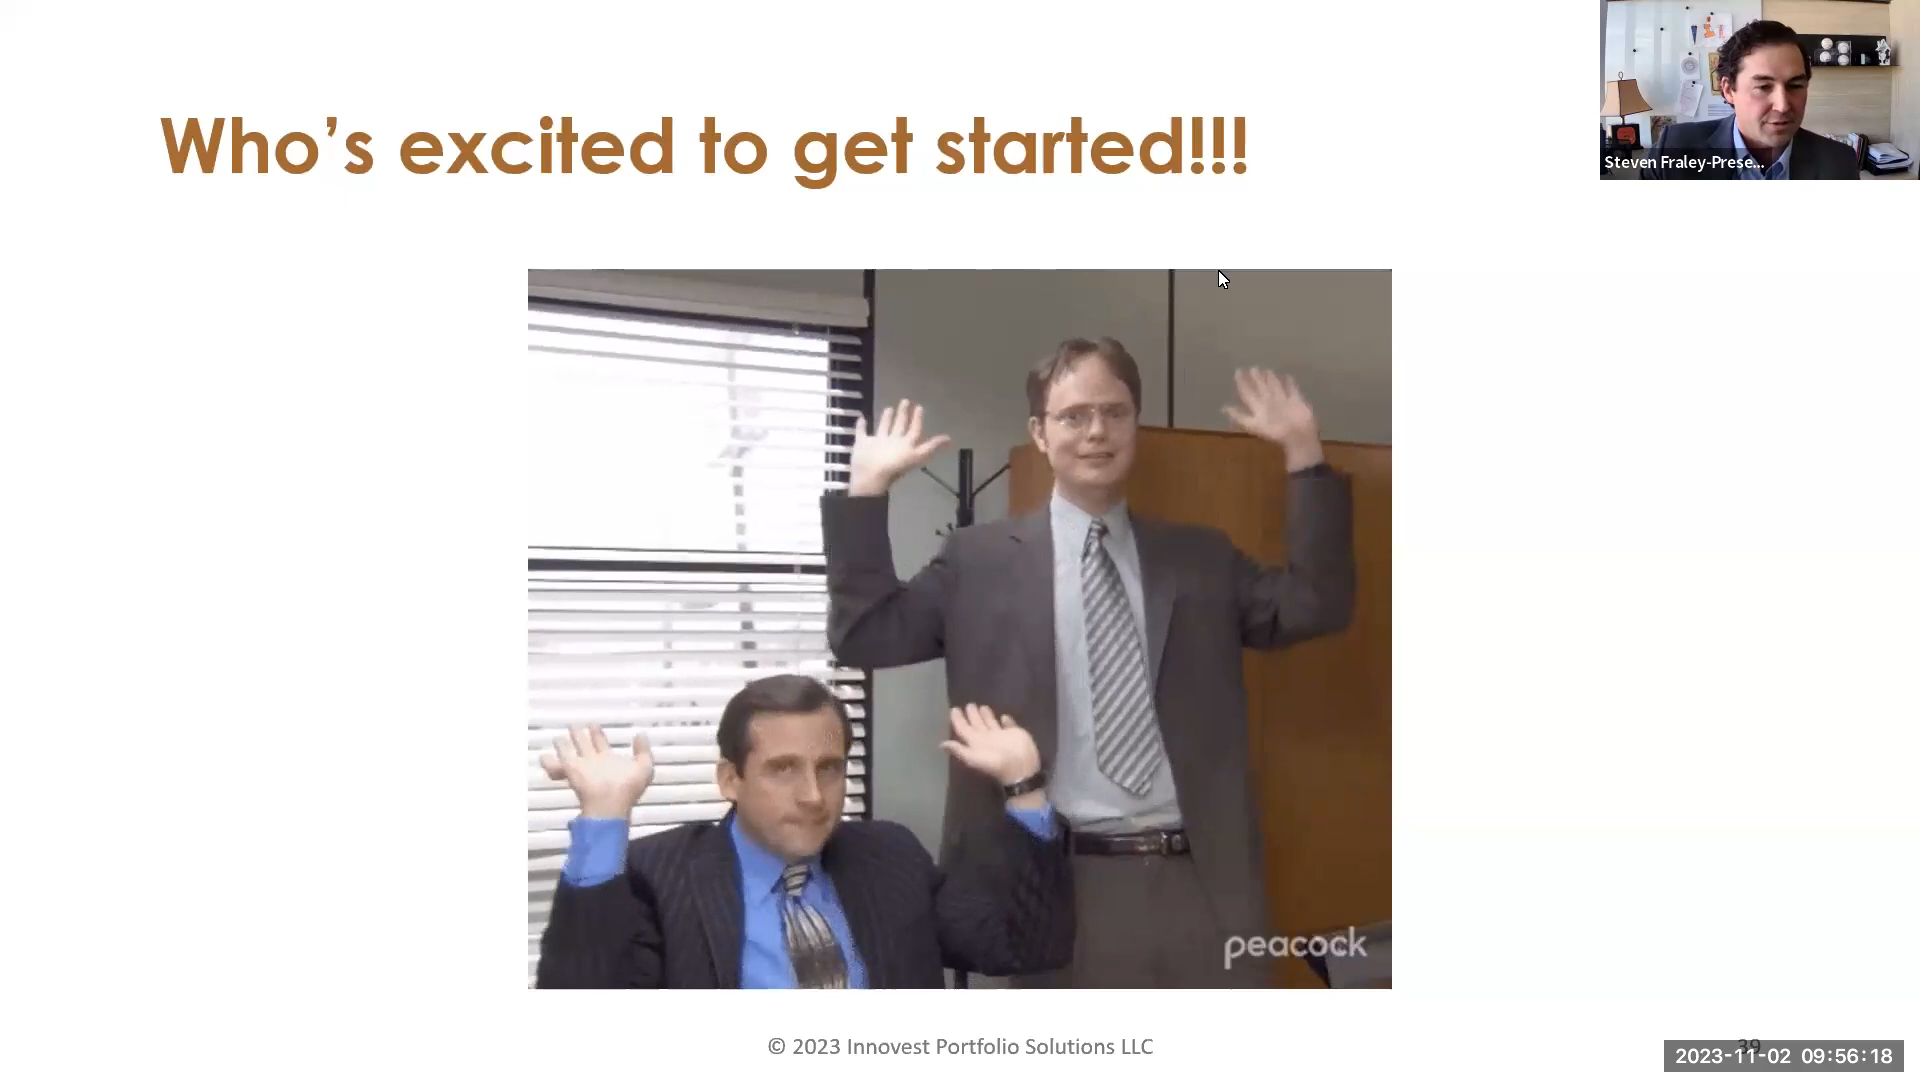 Who’s excited to get started!!!
Steven Fraley-Prese...
peacock
© 2023 Innovest Portfolio Solutions LLC
39
2023-11-02 09:56:18